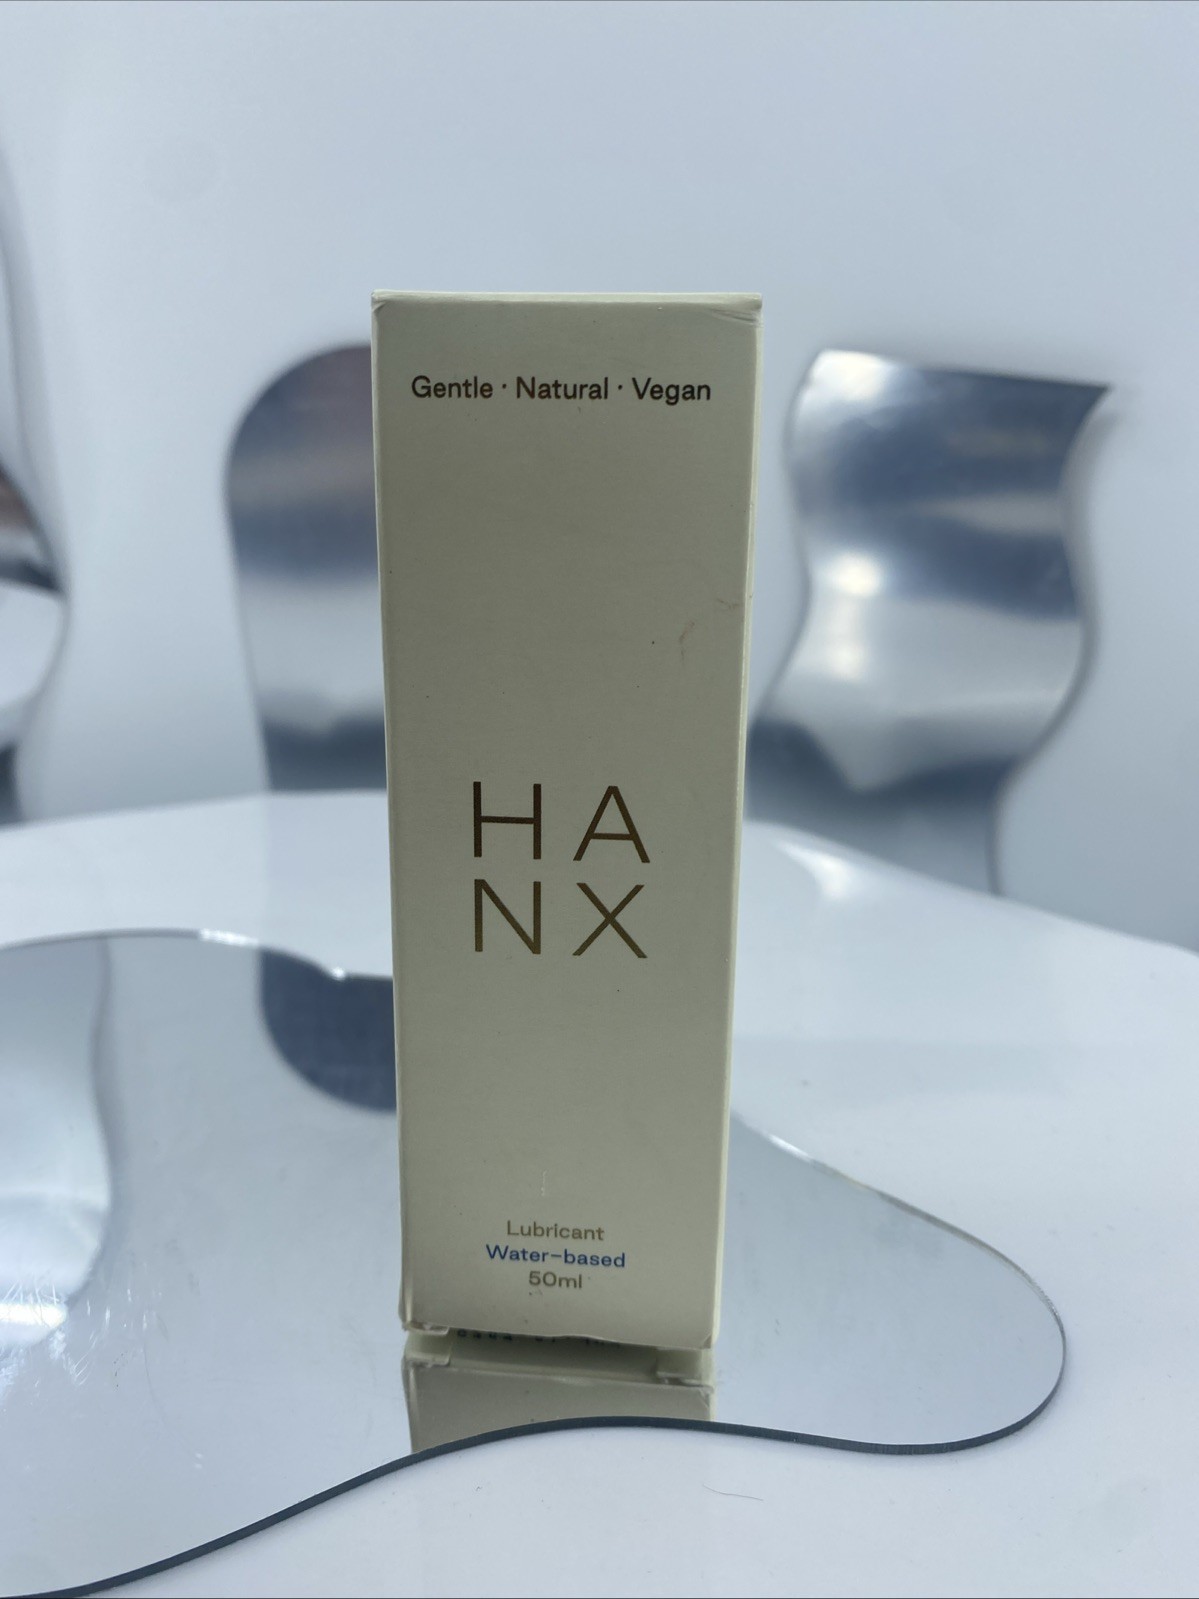 Gentle · Natural · Vegan
HA
NX
Lubricant
Water-based
50ml